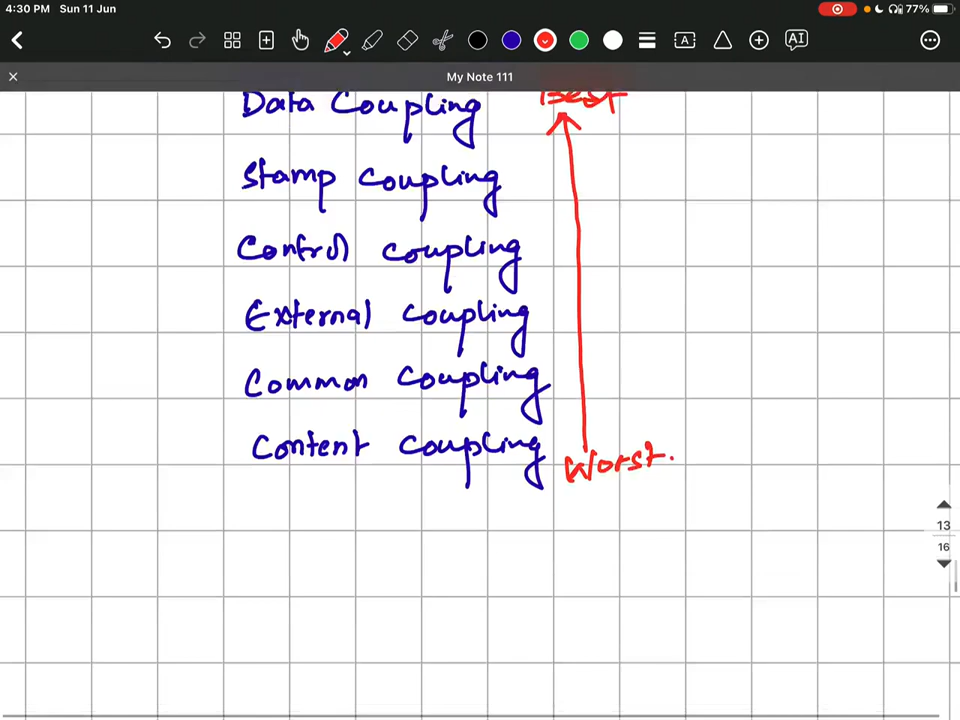 4:30 PM Sun 11 Jun 77%
A AI
× My Note 111
Data Coupling Best
Stamp Coupling
Control Coupling
External Coupling
Common Coupling
Content Coupling Worst.
13
16